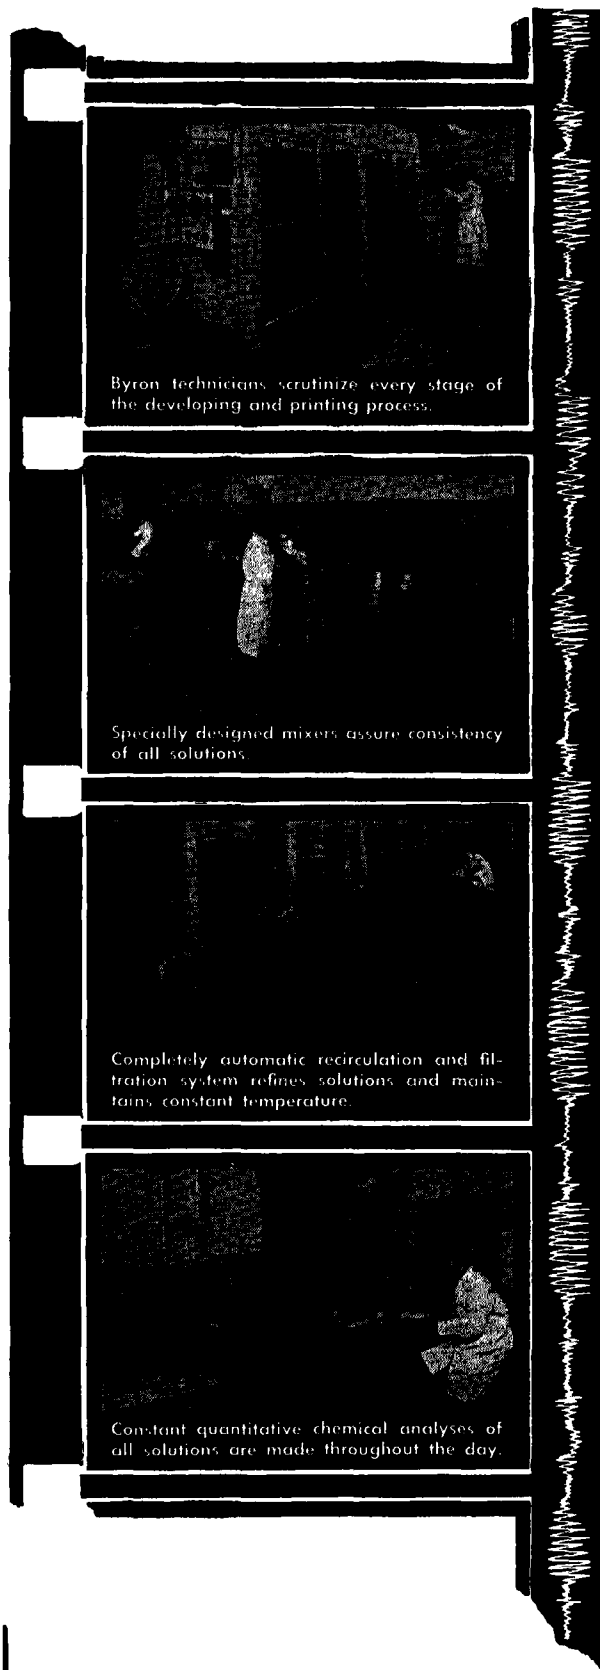 Byron technicians scrutinize every stage of
the developing and printing process.
Specially designed mixers assure consistency
of all solutions.
Completely automatic recirculation and fil-
tration system refines solutions and main-
tains constant temperature.
Constant quantitative chemical analyses of
all solutions are made throughout the day.